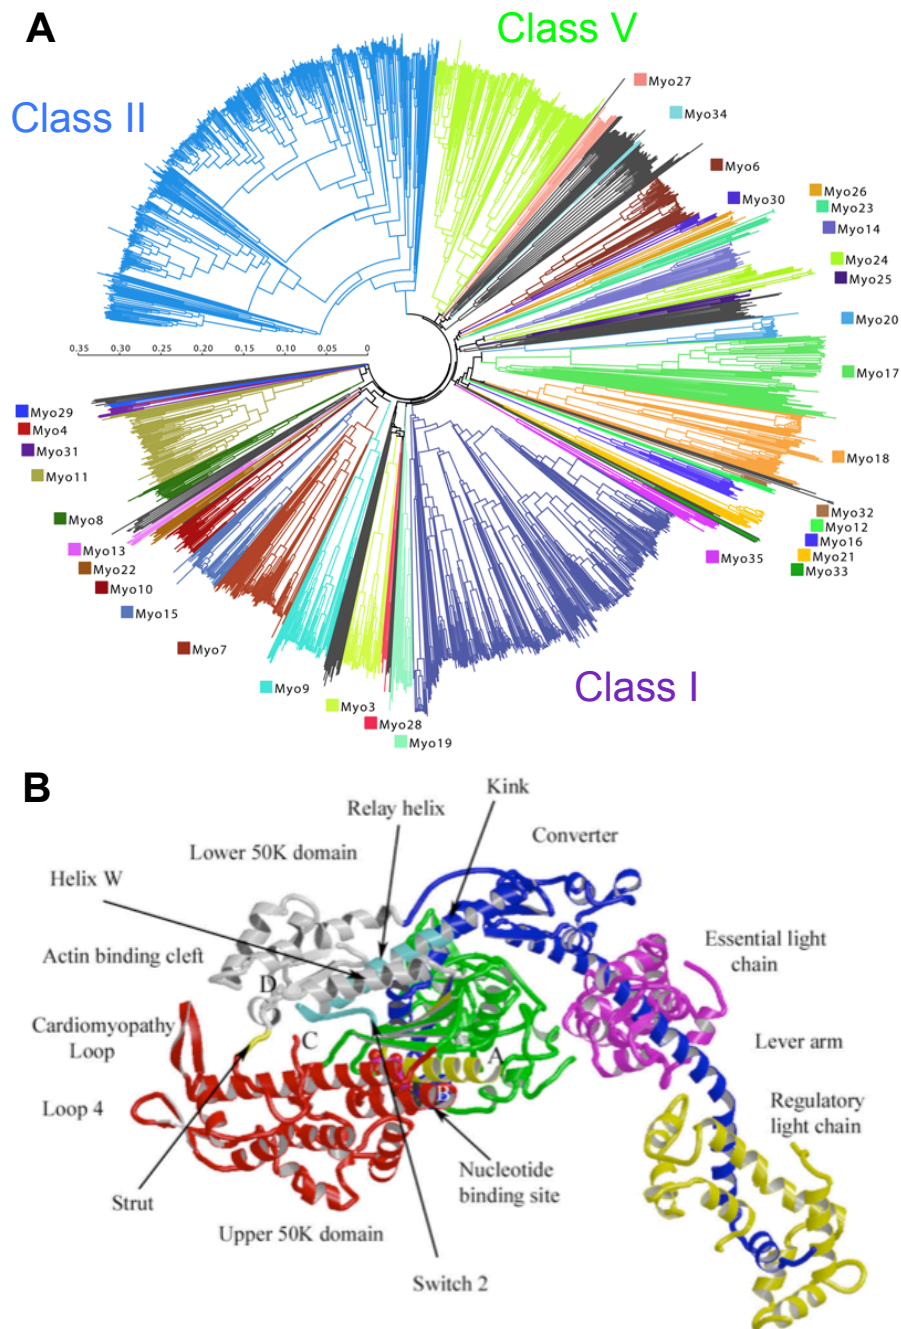 A
Class V
Class II
Myo27
Myo34
Myo6
Myo30
Myo26
Myo23
Myo14
Myo24
Myo25
Myo20
Myo17
Myo18
Myo32
Myo12
Myo16
Myo21
Myo33
Myo35
0.35 0.30 0.25 0,20 0,15 0,10 0,05 0
Myo29
Myo4
Myo31
Myo11
Myo8
Myo13
Myo22
Myo10
Myo15
Myo7
Myo9
Myo3
Myo28
Myo19
Class I
B
Kink
Relay helix
Converter
Lower 50K domain
Helix W
Essential light
chain
Actin binding cleft
D
Cardiomyopathy
Loop
C
A
Lever arm
B
Loop 4
Regulatory
light chain
Nucleotide
binding site
Strut
Upper 50K domain
Switch 2